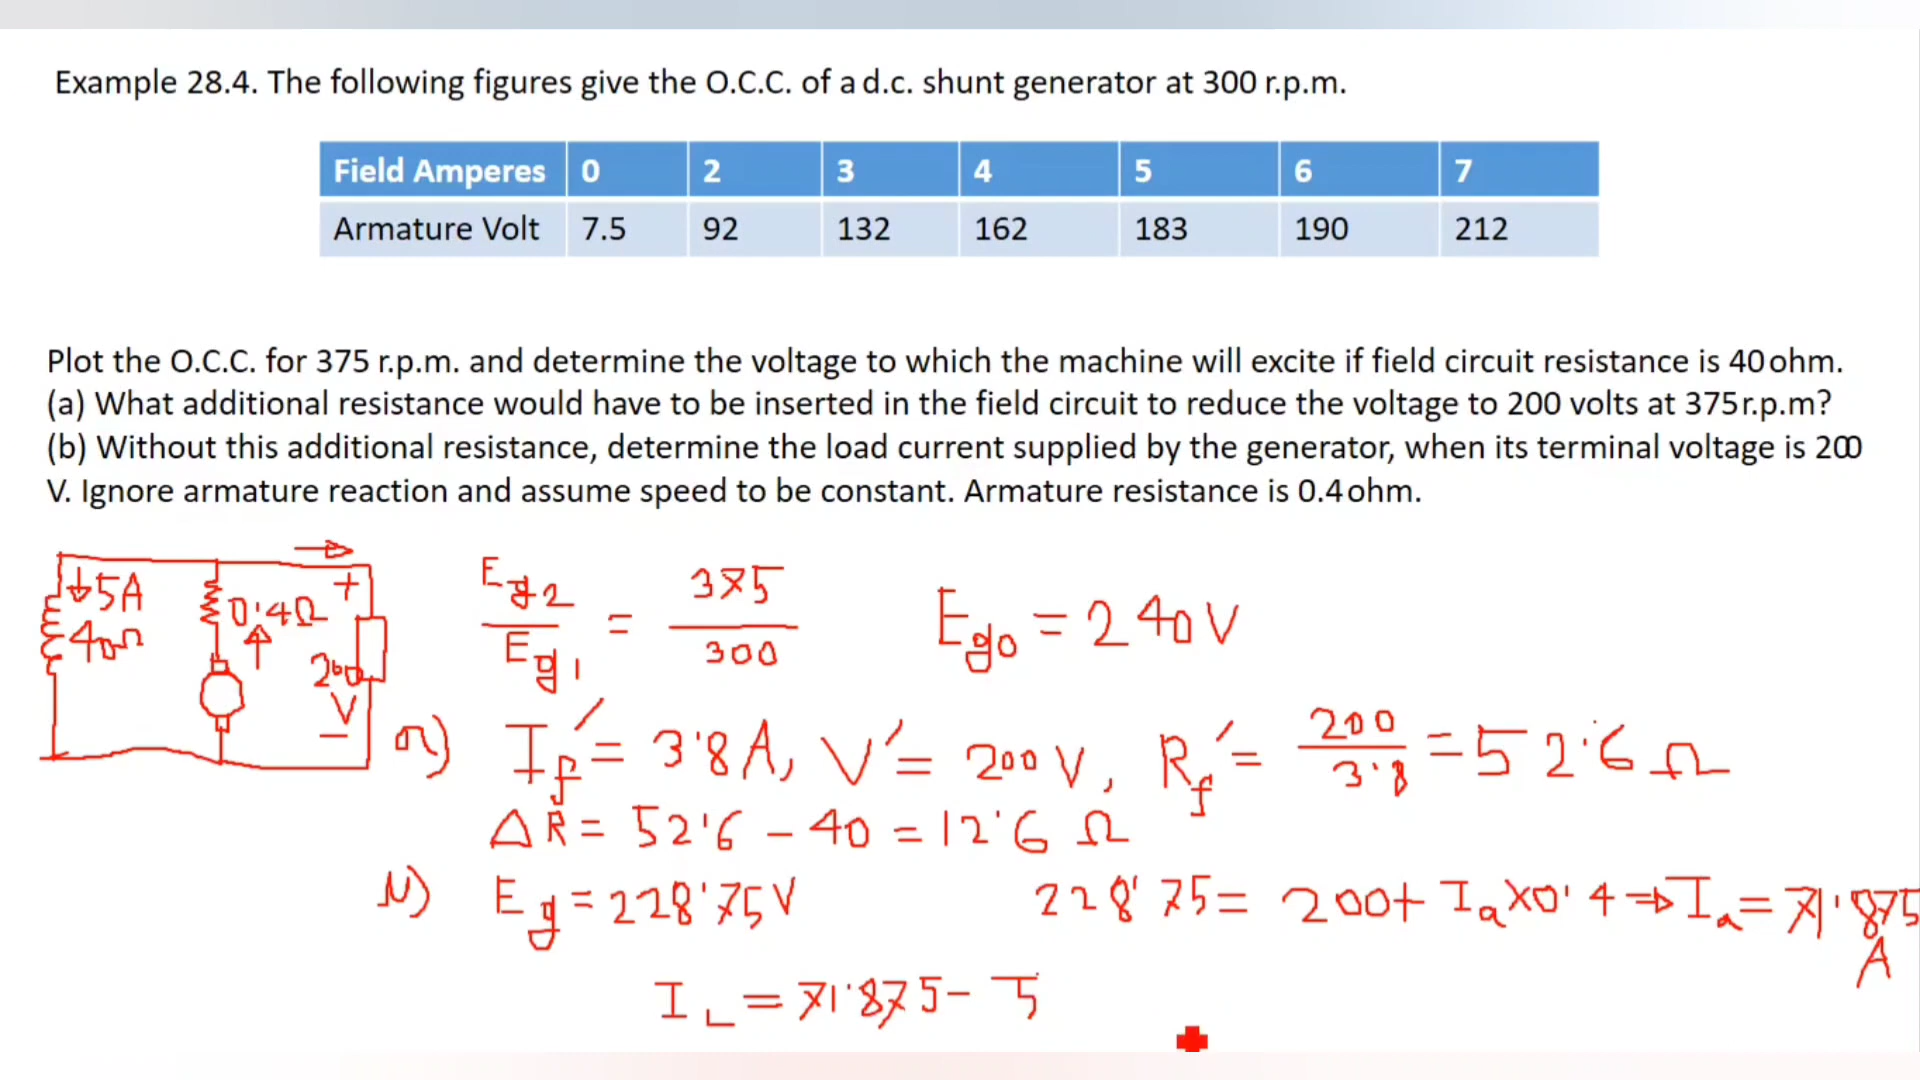 Example 28.4. The following figures give the O.C.C. of a d.c. shunt generator at 300 r.p.m.
Field Amperes 0 2 3 4 5 6 7
Armature Volt 7.5 92 132 162 183 190 212
Plot the O.C.C. for 375 r.p.m. and determine the voltage to which the machine will excite if field circuit resistance is 40 ohm.
(a) What additional resistance would have to be inserted in the field circuit to reduce the voltage to 200 volts at 375 r.p.m?
(b) Without this additional resistance, determine the load current supplied by the generator, when its terminal voltage is 200
V. Ignore armature reaction and assume speed to be constant. Armature resistance is 0.4 ohm.
5A 0.4Ω +
40Ω 200
V
−
Eg2/Eg1 = 375/300 Eg0 = 240V
a) If′ = 3.8A, V′ = 200V, Rf′ = 200/3.8 = 52.6 Ω
ΔR = 52.6 − 40 = 12.6 Ω
b) Eg = 228.75V 228.75 = 200 + Ia×0.4 ⇒ Ia = 71.875
A
IL = 71.875 − 5